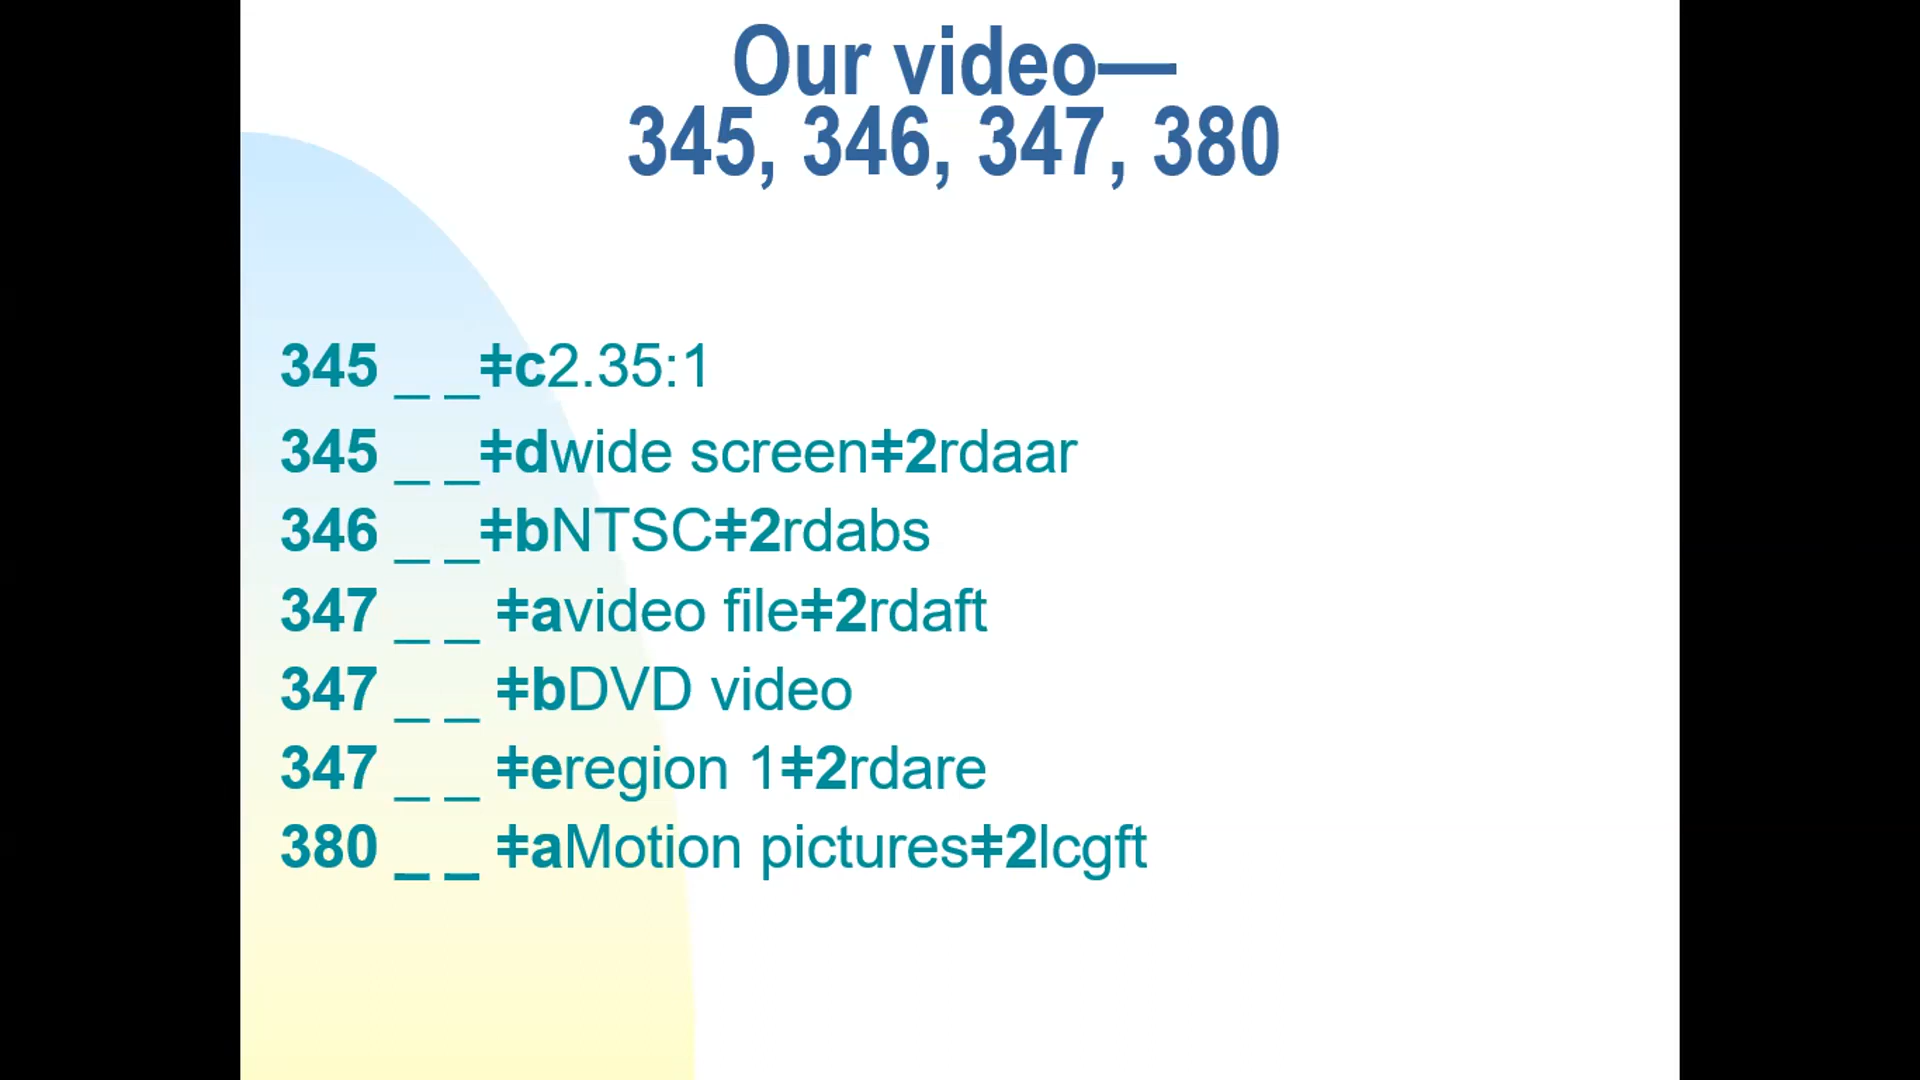 Our video—
345, 346, 347, 380
345 _ _‡c2.35:1
345 _ _‡dwide screen‡2rdaar
346 _ _‡bNTSC‡2rdabs
347 _ _ ‡avideo file‡2rdaft
347 _ _ ‡bDVD video
347 _ _ ‡eregion 1‡2rdare
380 _ _ ‡aMotion pictures‡2lcgft